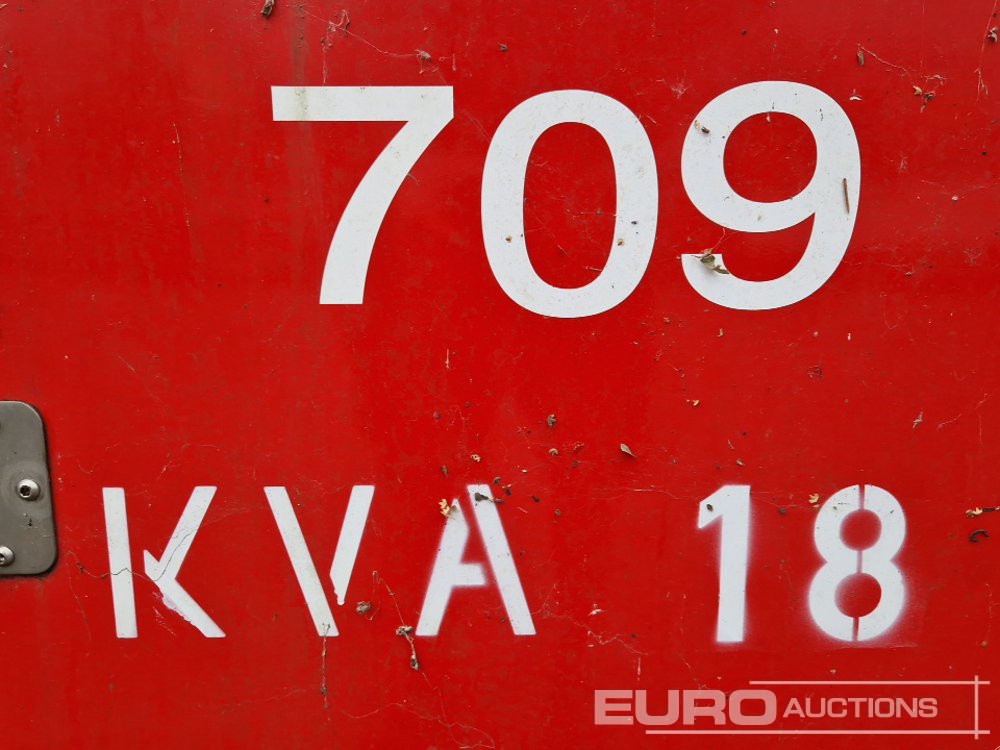 709
KVA 18
EURO AUCTIONS